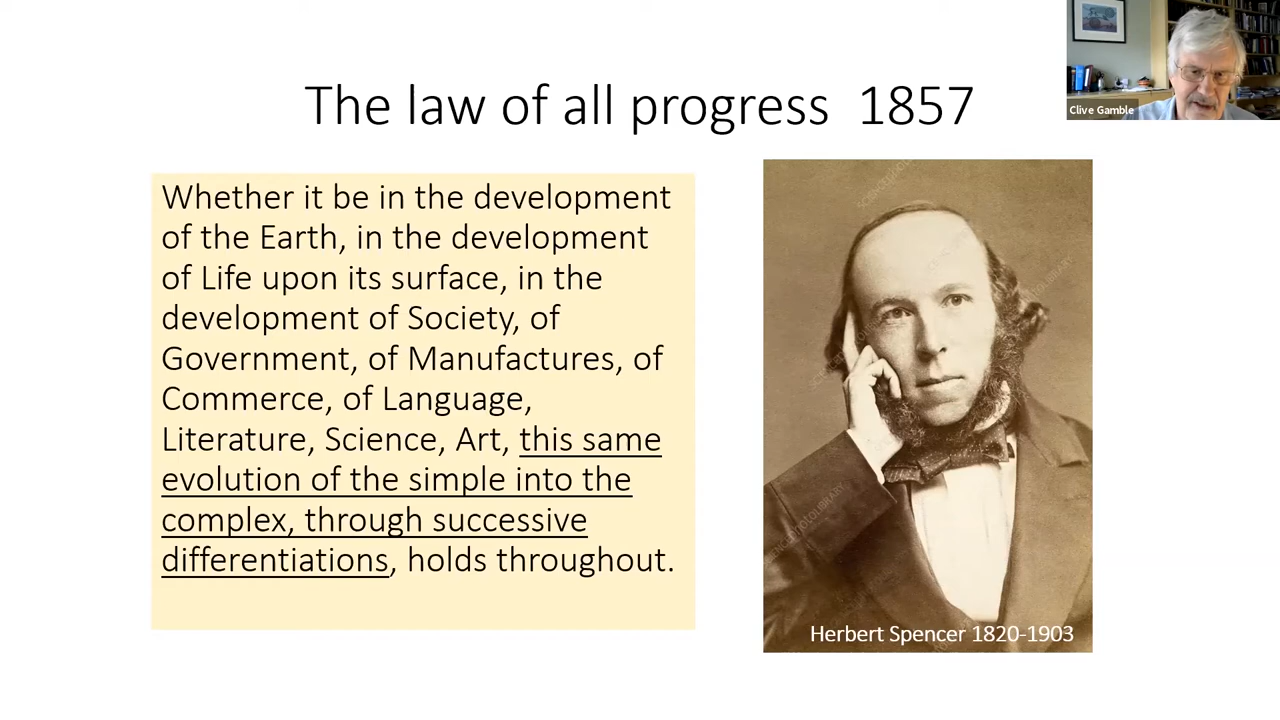 Clive Gamble
The law of all progress 1857
Whether it be in the development
of the Earth, in the development
of Life upon its surface, in the
development of Society, of
Government, of Manufactures, of
Commerce, of Language,
Literature, Science, Art, this same
evolution of the simple into the
complex, through successive
differentiations, holds throughout.
Herbert Spencer 1820-1903